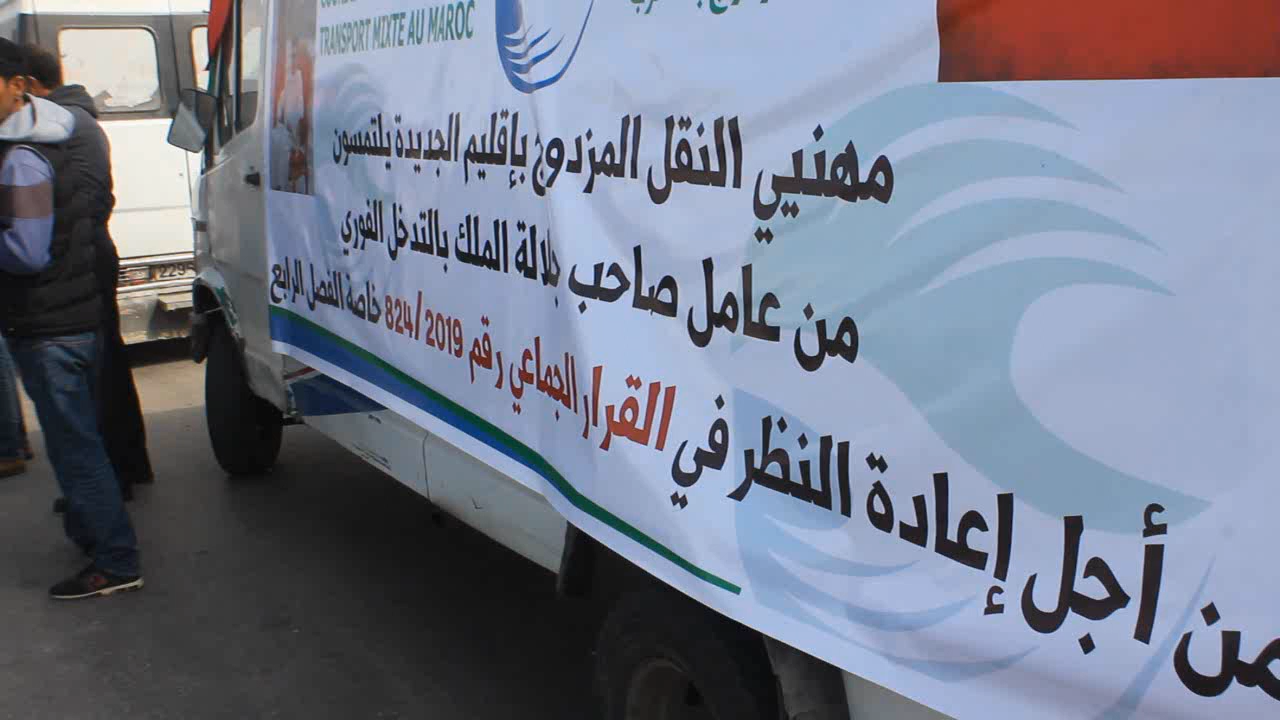 TRANSPORT MIXTE AU MAROC
مهنيي النقل المزدوج بإقليم الجديدة يلتمسون
من عامل صاحب جلالة الملك بالتدخل الفوري
من أجل إعادة النظر في القرار الجماعي رقم 824/2019 خاصة الفصل الرابع